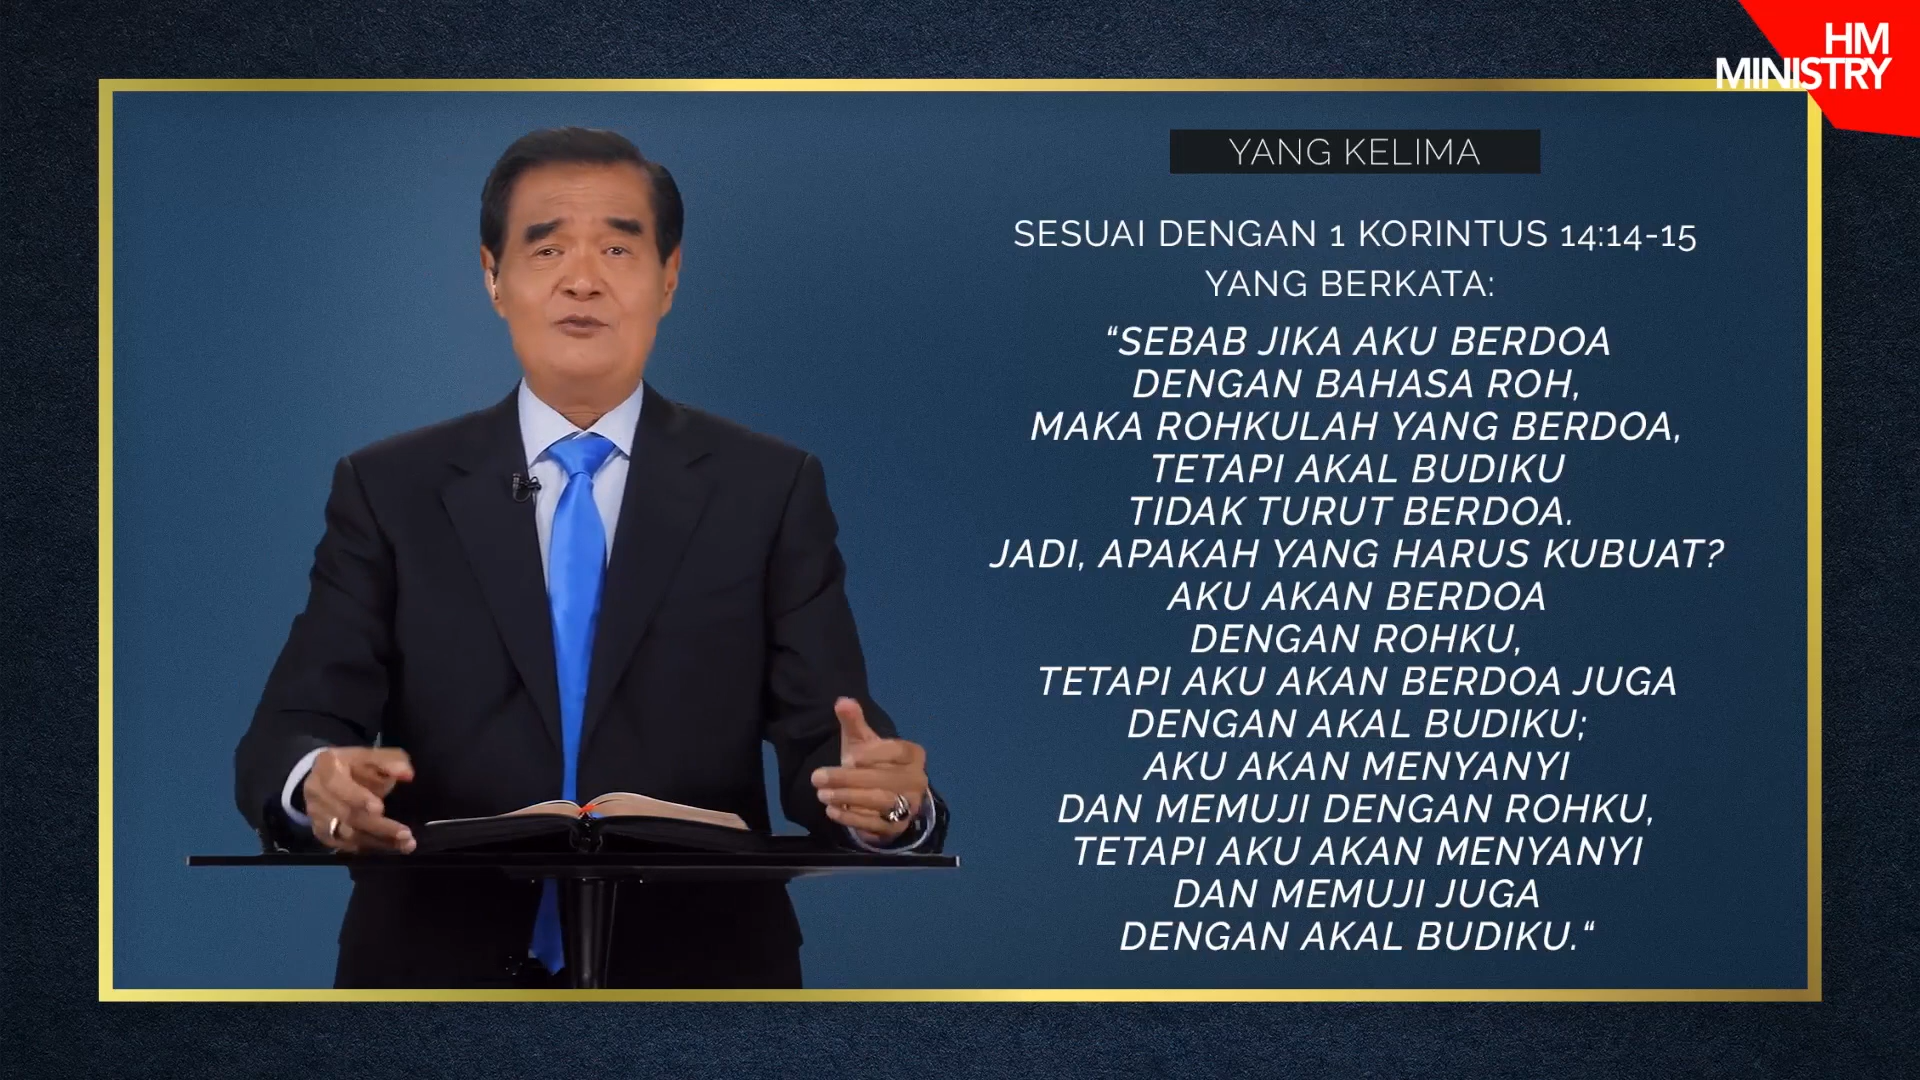 HM
MINISTRY
YANG KELIMA
SESUAI DENGAN 1 KORINTUS 14:14-15
YANG BERKATA:
“SEBAB JIKA AKU BERDOA
DENGAN BAHASA ROH,
MAKA ROHKULAH YANG BERDOA,
TETAPI AKAL BUDIKU
TIDAK TURUT BERDOA.
JADI, APAKAH YANG HARUS KUBUAT?
AKU AKAN BERDOA
DENGAN ROHKU,
TETAPI AKU AKAN BERDOA JUGA
DENGAN AKAL BUDIKU;
AKU AKAN MENYANYI
DAN MEMUJI DENGAN ROHKU,
TETAPI AKU AKAN MENYANYI
DAN MEMUJI JUGA
DENGAN AKAL BUDIKU.“